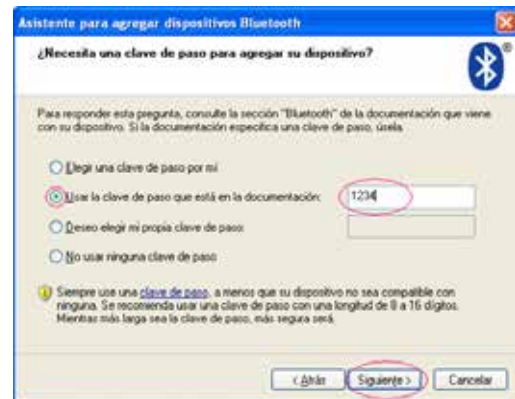 Asistente para agregar dispositivos Bluetooth
¿Necesita una clave de paso para agregar su dispositivo?
Para responder esta pregunta, consulte la sección "Bluetooth" de la documentación que viene
con su dispositivo. Si la documentación especifica una clave de paso, úsela.
Elegir una clave de paso por mí
Usar la clave de paso que está en la documentación: 1234
Deseo elegir mi propia clave de paso:
No usar ninguna clave de paso
Siempre use una clave de paso, a menos que su dispositivo no sea compatible con
ninguna. Se recomienda usar una clave de paso con una longitud de 8 a 16 dígitos.
Mientras más larga sea la clave de paso, más segura será.
< Atrás Siguiente > Cancelar